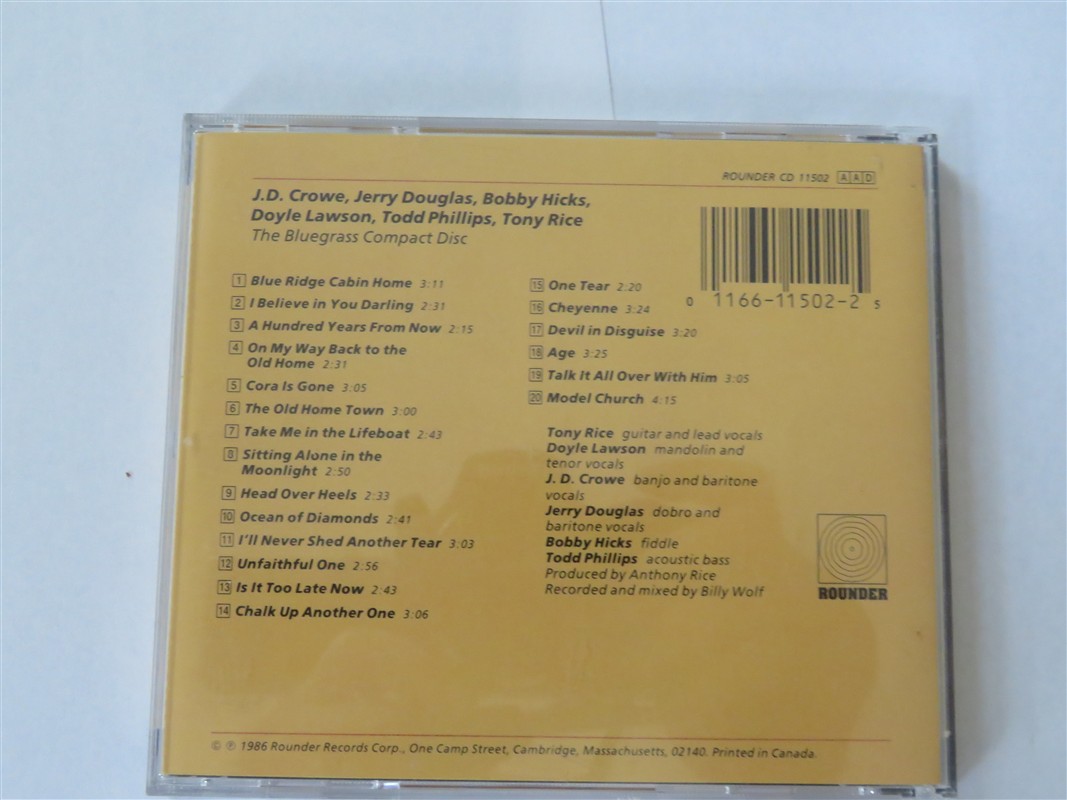 ROUNDER CD 11502 A A D
J.D. Crowe, Jerry Douglas, Bobby Hicks,
Doyle Lawson, Todd Phillips, Tony Rice
The Bluegrass Compact Disc
0 1166-11502-2 5
1 Blue Ridge Cabin Home 3:11
2 I Believe in You Darling 2:31
3 A Hundred Years From Now 2:15
4 On My Way Back to the
Old Home 2:31
5 Cora Is Gone 3:05
6 The Old Home Town 3:00
7 Take Me in the Lifeboat 2:43
8 Sitting Alone in the
Moonlight 2:50
9 Head Over Heels 2:33
10 Ocean of Diamonds 2:41
11 I'll Never Shed Another Tear 3:03
12 Unfaithful One 2:56
13 Is It Too Late Now 2:43
14 Chalk Up Another One 3:06
15 One Tear 2:20
16 Cheyenne 3:24
17 Devil in Disguise 3:20
18 Age 3:25
19 Talk It All Over With Him 3:05
20 Model Church 4:15
Tony Rice guitar and lead vocals
Doyle Lawson mandolin and
tenor vocals
J. D. Crowe banjo and baritone
vocals
Jerry Douglas dobro and
baritone vocals
Bobby Hicks fiddle
Todd Phillips acoustic bass
Produced by Anthony Rice
Recorded and mixed by Billy Wolf
ROUNDER
© ℗ 1986 Rounder Records Corp., One Camp Street, Cambridge, Massachusetts, 02140. Printed in Canada.